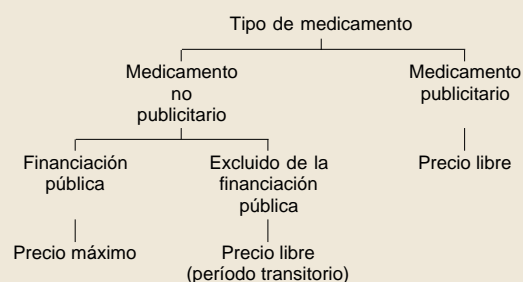 Tipo de medicamento
Medicamento
no
publicitario
Medicamento
publicitario
Financiación
pública
Excluido de la
financiación
pública
Precio libre
Precio máximo
Precio libre
(período transitorio)